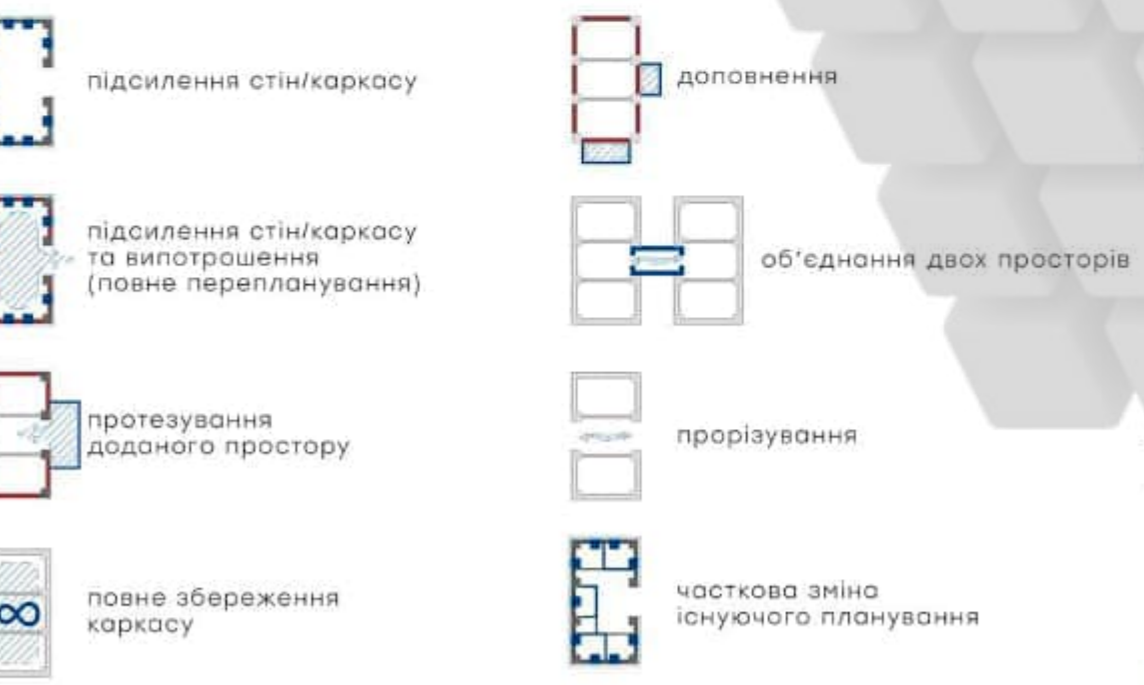 підсилення стін/каркасу
підсилення стін/каркасу
та випотрошення
(повне перепланування)
протезування
доданого простору
повне збереження
каркасу
доповнення
об'єднання двох просторів
прорізування
часткова зміна
існуючого планування